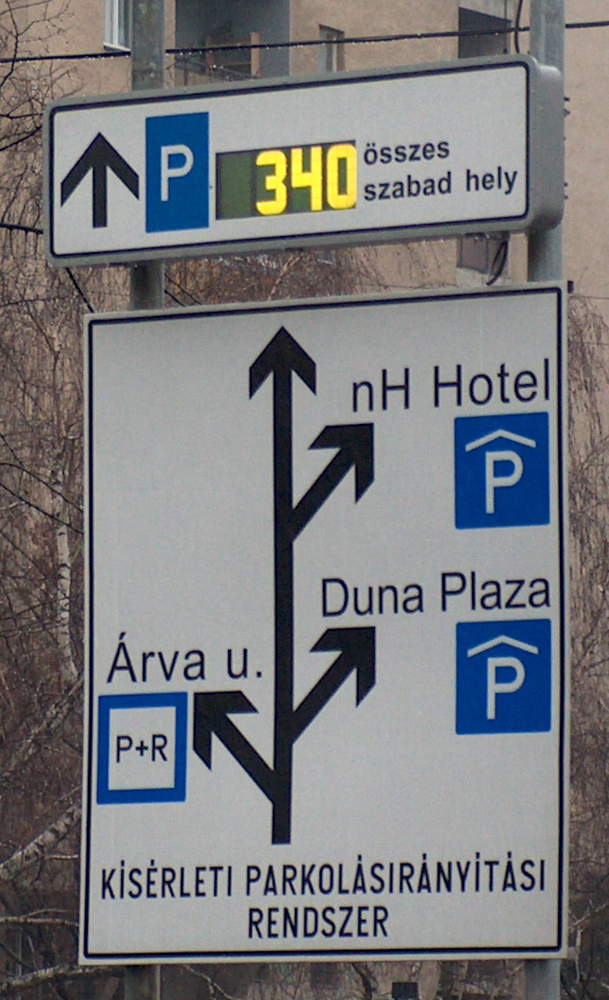 P 340 összes
szabad hely
nH Hotel
P
Duna Plaza
P
Árva u.
P+R
KÍSÉRLETI PARKOLÁSIRÁNYÍTÁSI
RENDSZER